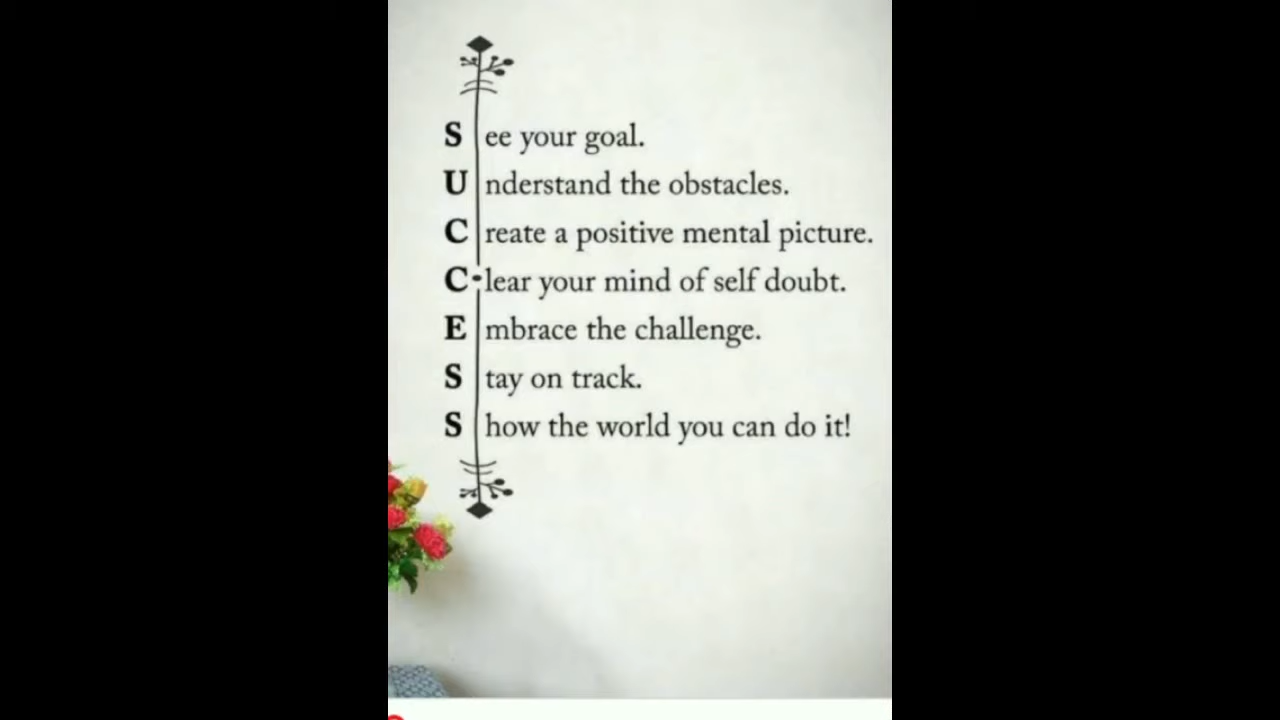 See your goal.
Understand the obstacles.
Create a positive mental picture.
Clear your mind of self doubt.
Embrace the challenge.
Stay on track.
Show the world you can do it!